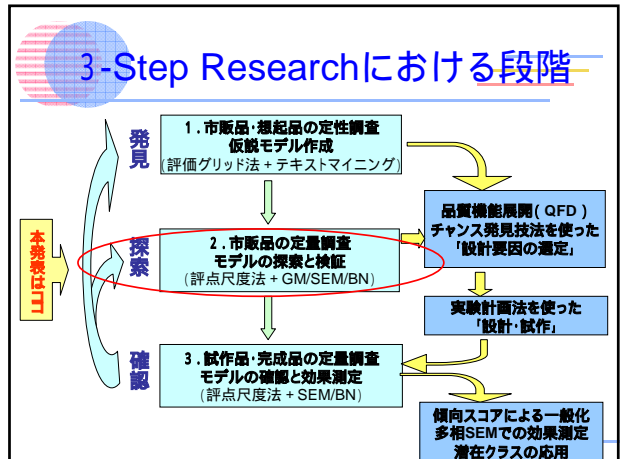 3-Step Researchにおける段階
発見
1.市販品・想起品の定性調査
仮説モデル作成
(評価グリッド法+テキストマイニング)
品質機能展開(QFD)
チャンス発見技法を使った
「設計要因の選定」
本発表はココ
探索
2.市販品の定量調査
モデルの探索と検証
(評点尺度法+GM/SEM/BN)
実験計画法を使った
「設計・試作」
確認
3.試作品・完成品の定量調査
モデルの確認と効果測定
(評点尺度法+SEM/BN)
傾向スコアによる一般化
多相SEMでの効果測定
潜在クラスの応用